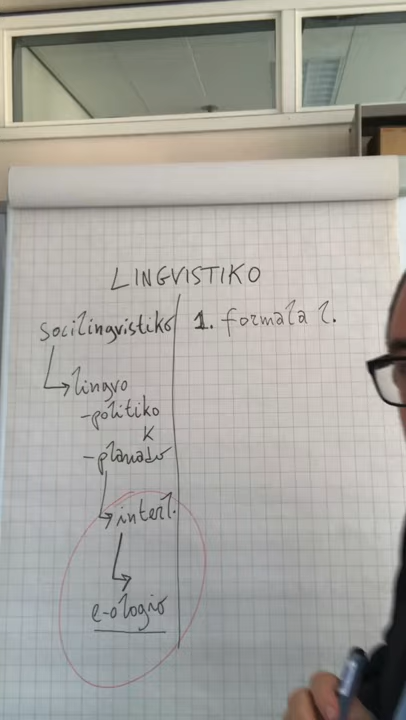 LINGVISTIKO
Socilingvistiko
1. formala l.
lingvo
-politiko
K
-planado
interl.
e-ologio